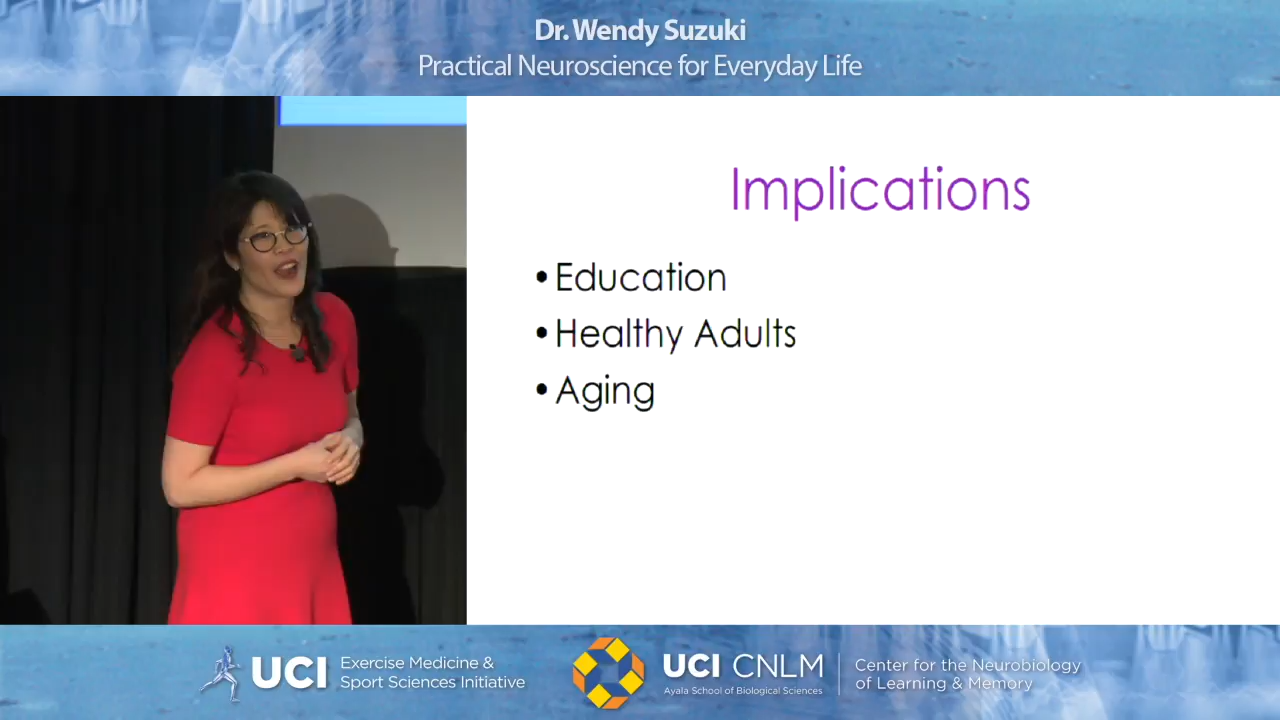 Dr. Wendy Suzuki
Practical Neuroscience for Everyday Life
Implications
•Education
•Healthy Adults
•Aging
UCI Exercise Medicine &
Sport Sciences Initiative
UCI CNLM
Ayala School of Biological Sciences
Center for the Neurobiology
of Learning & Memory